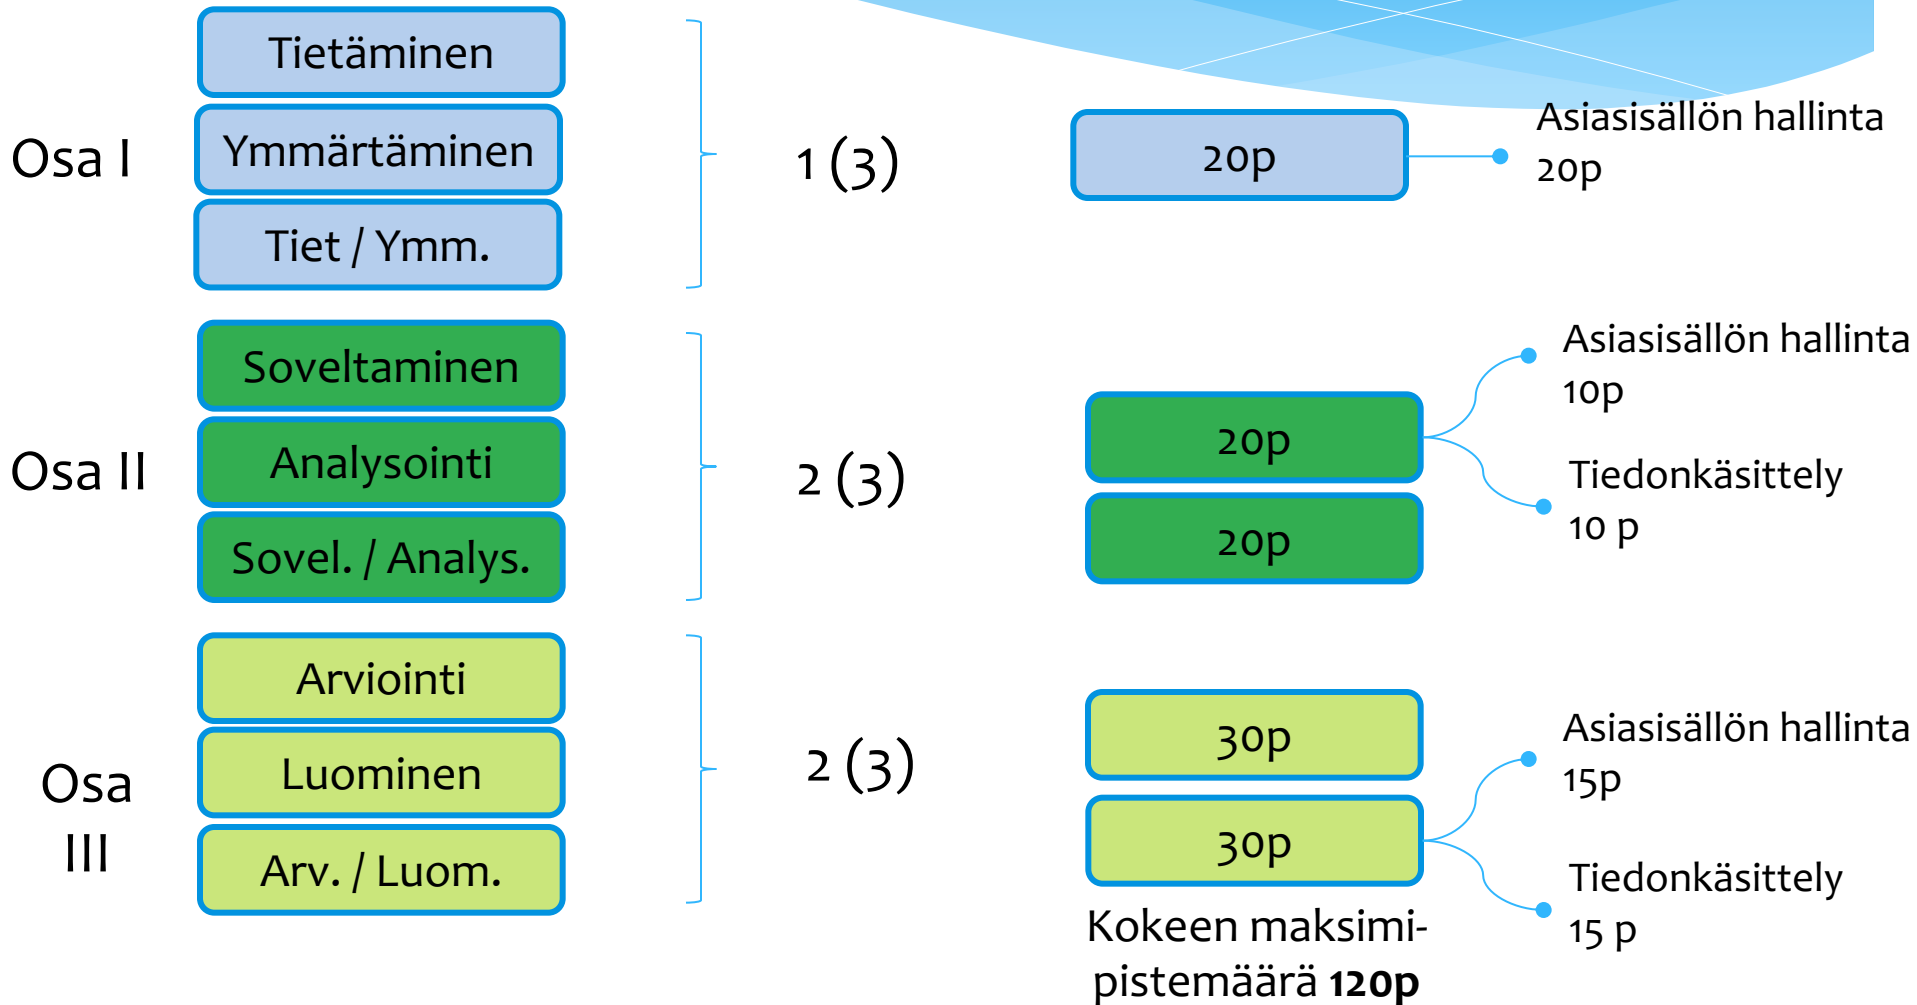 Osa I
Tietäminen
Ymmärtäminen
Tiet / Ymm.
1 (3)
20p
Asiasisällön hallinta
20p
Osa II
Soveltaminen
Analysointi
Sovel. / Analys.
2 (3)
20p
20p
Asiasisällön hallinta
10p
Tiedonkäsittely
10 p
Osa
III
Arviointi
Luominen
Arv. / Luom.
2 (3)
30p
30p
Asiasisällön hallinta
15p
Tiedonkäsittely
15 p
Kokeen maksimi-
pistemäärä 120p